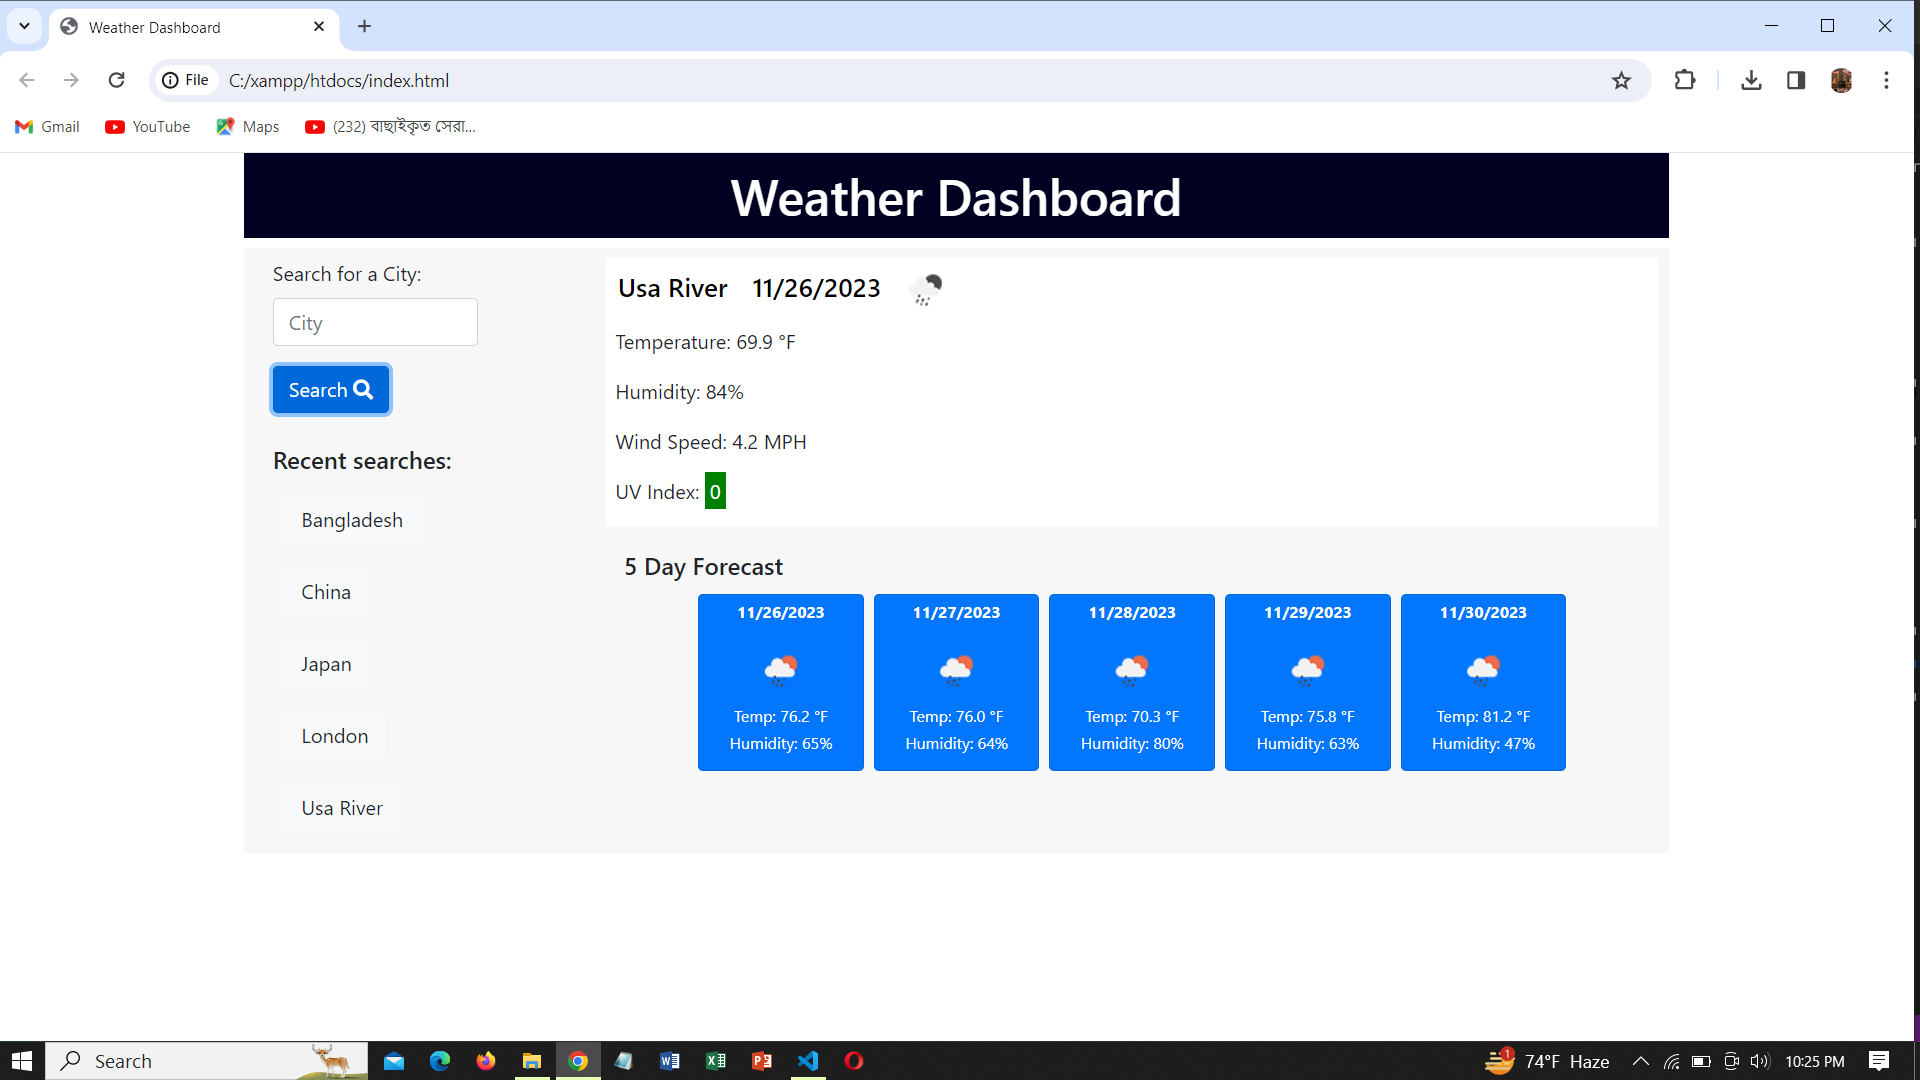 Weather Dashboard
File C:/xampp/htdocs/index.html
Gmail YouTube Maps (232) বাছাইকৃত সেরা...
Weather Dashboard
Search for a City:
City
Search
Recent searches:
Bangladesh
China
Japan
London
Usa River
Usa River 11/26/2023
Temperature: 69.9 °F
Humidity: 84%
Wind Speed: 4.2 MPH
UV Index: 0
5 Day Forecast
11/26/2023
Temp: 76.2 °F
Humidity: 65%
11/27/2023
Temp: 76.0 °F
Humidity: 64%
11/28/2023
Temp: 70.3 °F
Humidity: 80%
11/29/2023
Temp: 75.8 °F
Humidity: 63%
11/30/2023
Temp: 81.2 °F
Humidity: 47%
Search 1 74°F Haze 10:25 PM